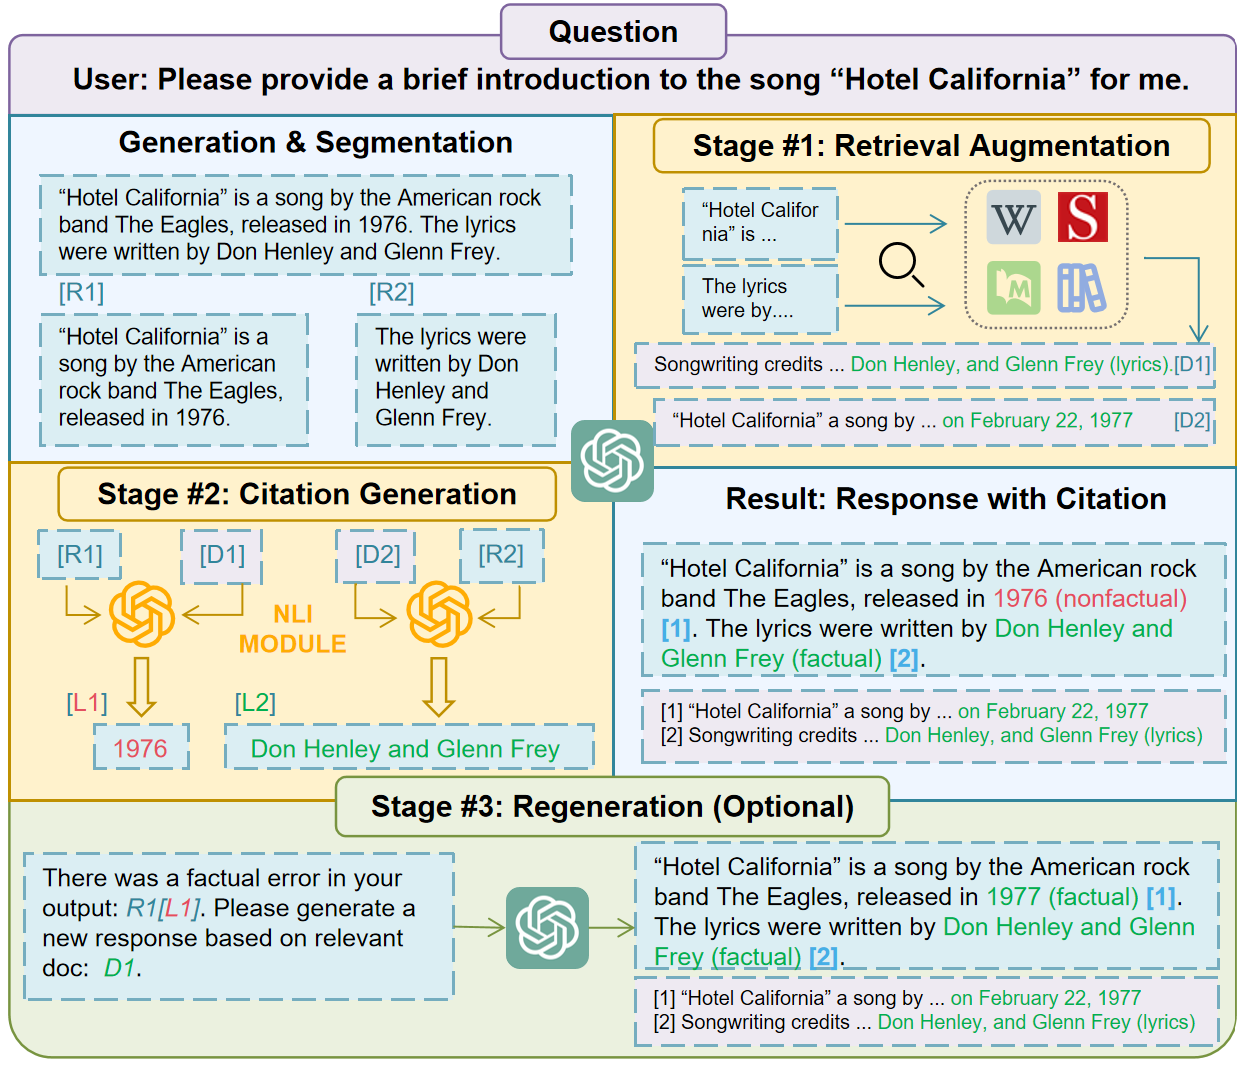 Question
User: Please provide a brief introduction to the song “Hotel California” for me.
Generation & Segmentation
“Hotel California” is a song by the American rock
band The Eagles, released in 1976. The lyrics
were written by Don Henley and Glenn Frey.
[R1]
[R2]
“Hotel California” is a
song by the American
rock band The Eagles,
released in 1976.
The lyrics were
written by Don
Henley and
Glenn Frey.
Stage #1: Retrieval Augmentation
“Hotel Califor
nia” is ...
The lyrics
were by....
W
S
M
Songwriting credits ... Don Henley, and Glenn Frey (lyrics).[D1]
“Hotel California” a song by ... on February 22, 1977 [D2]
Stage #2: Citation Generation
[R1]
[D1]
[D2]
[R2]
NLI
MODULE
[L1]
[L2]
1976
Don Henley and Glenn Frey
Result: Response with Citation
“Hotel California” is a song by the American rock
band The Eagles, released in 1976 (nonfactual)
[1]. The lyrics were written by Don Henley and
Glenn Frey (factual) [2].
[1] “Hotel California” a song by ... on February 22, 1977
[2] Songwriting credits ... Don Henley, and Glenn Frey (lyrics)
Stage #3: Regeneration (Optional)
There was a factual error in your
output: R1[L1]. Please generate a
new response based on relevant
doc: D1.
“Hotel California” is a song by the American rock
band The Eagles, released in 1977 (factual) [1].
The lyrics were written by Don Henley and Glenn
Frey (factual) [2].
[1] “Hotel California” a song by ... on February 22, 1977
[2] Songwriting credits ... Don Henley, and Glenn Frey (lyrics)